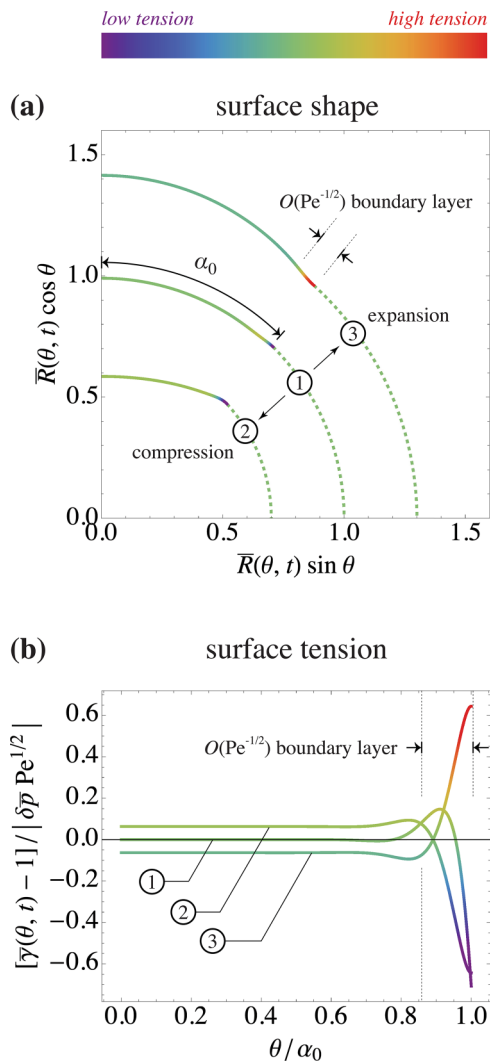 low tension
high tension
(a)
surface shape
1.5
O(Pe^-1/2) boundary layer
α₀
R̅(θ, t) cos θ
1.0
expansion
3
1
0.5
2
compression
0.0
0.0
0.5
1.0
1.5
R̅(θ, t) sin θ
(b)
surface tension
0.6
O(Pe^-1/2) boundary layer
0.4
0.2
[γ̅(θ, t) − 1] / |δp̅ Pe^1/2|
0.0
−0.2
1
2
−0.4
3
−0.6
0.0
0.2
0.4
0.6
0.8
1.0
θ / α₀